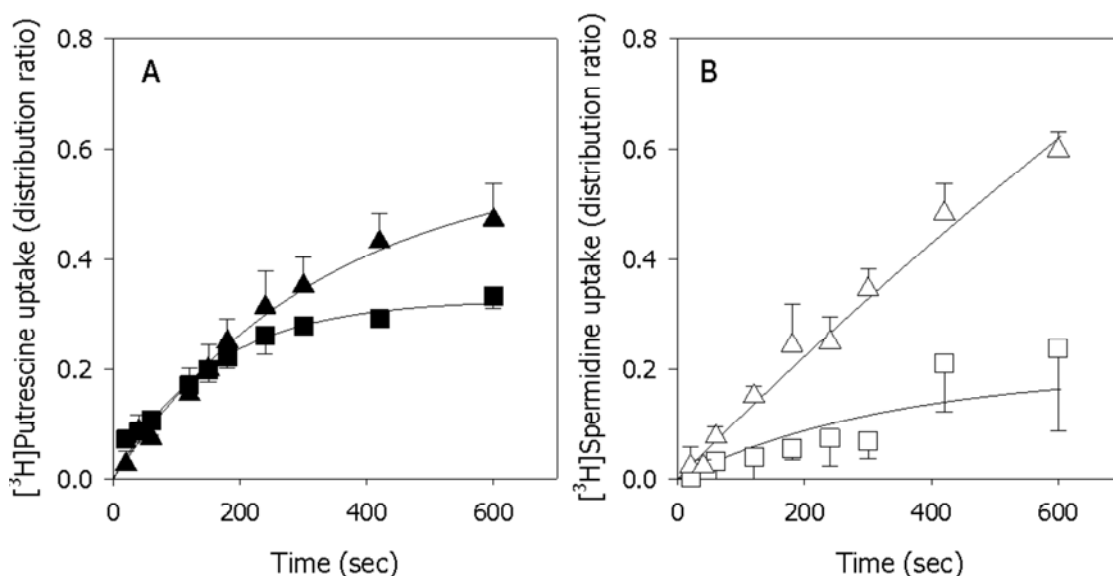 A
[³H]Putrescine uptake (distribution ratio)
0.8
0.6
0.4
0.2
0.0
0 200 400 600
Time (sec)
B
[³H]Spermidine uptake (distribution ratio)
0.8
0.6
0.4
0.2
0.0
0 200 400 600
Time (sec)